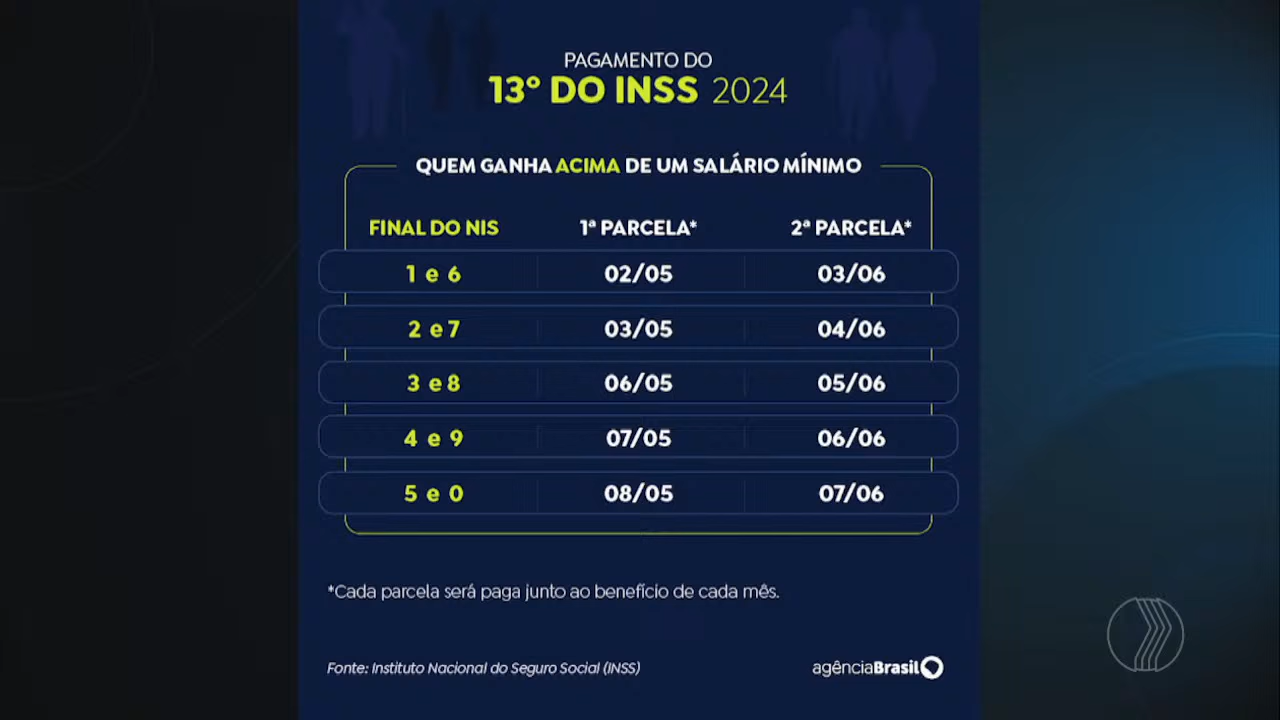 PAGAMENTO DO
13º DO INSS 2024
QUEM GANHA ACIMA DE UM SALÁRIO MÍNIMO
FINAL DO NIS 1ª PARCELA* 2ª PARCELA*
1 e 6 02/05 03/06
2 e 7 03/05 04/06
3 e 8 06/05 05/06
4 e 9 07/05 06/06
5 e 0 08/05 07/06
*Cada parcela será paga junto ao benefício de cada mês.
Fonte: Instituto Nacional do Seguro Social (INSS) agênciaBrasil